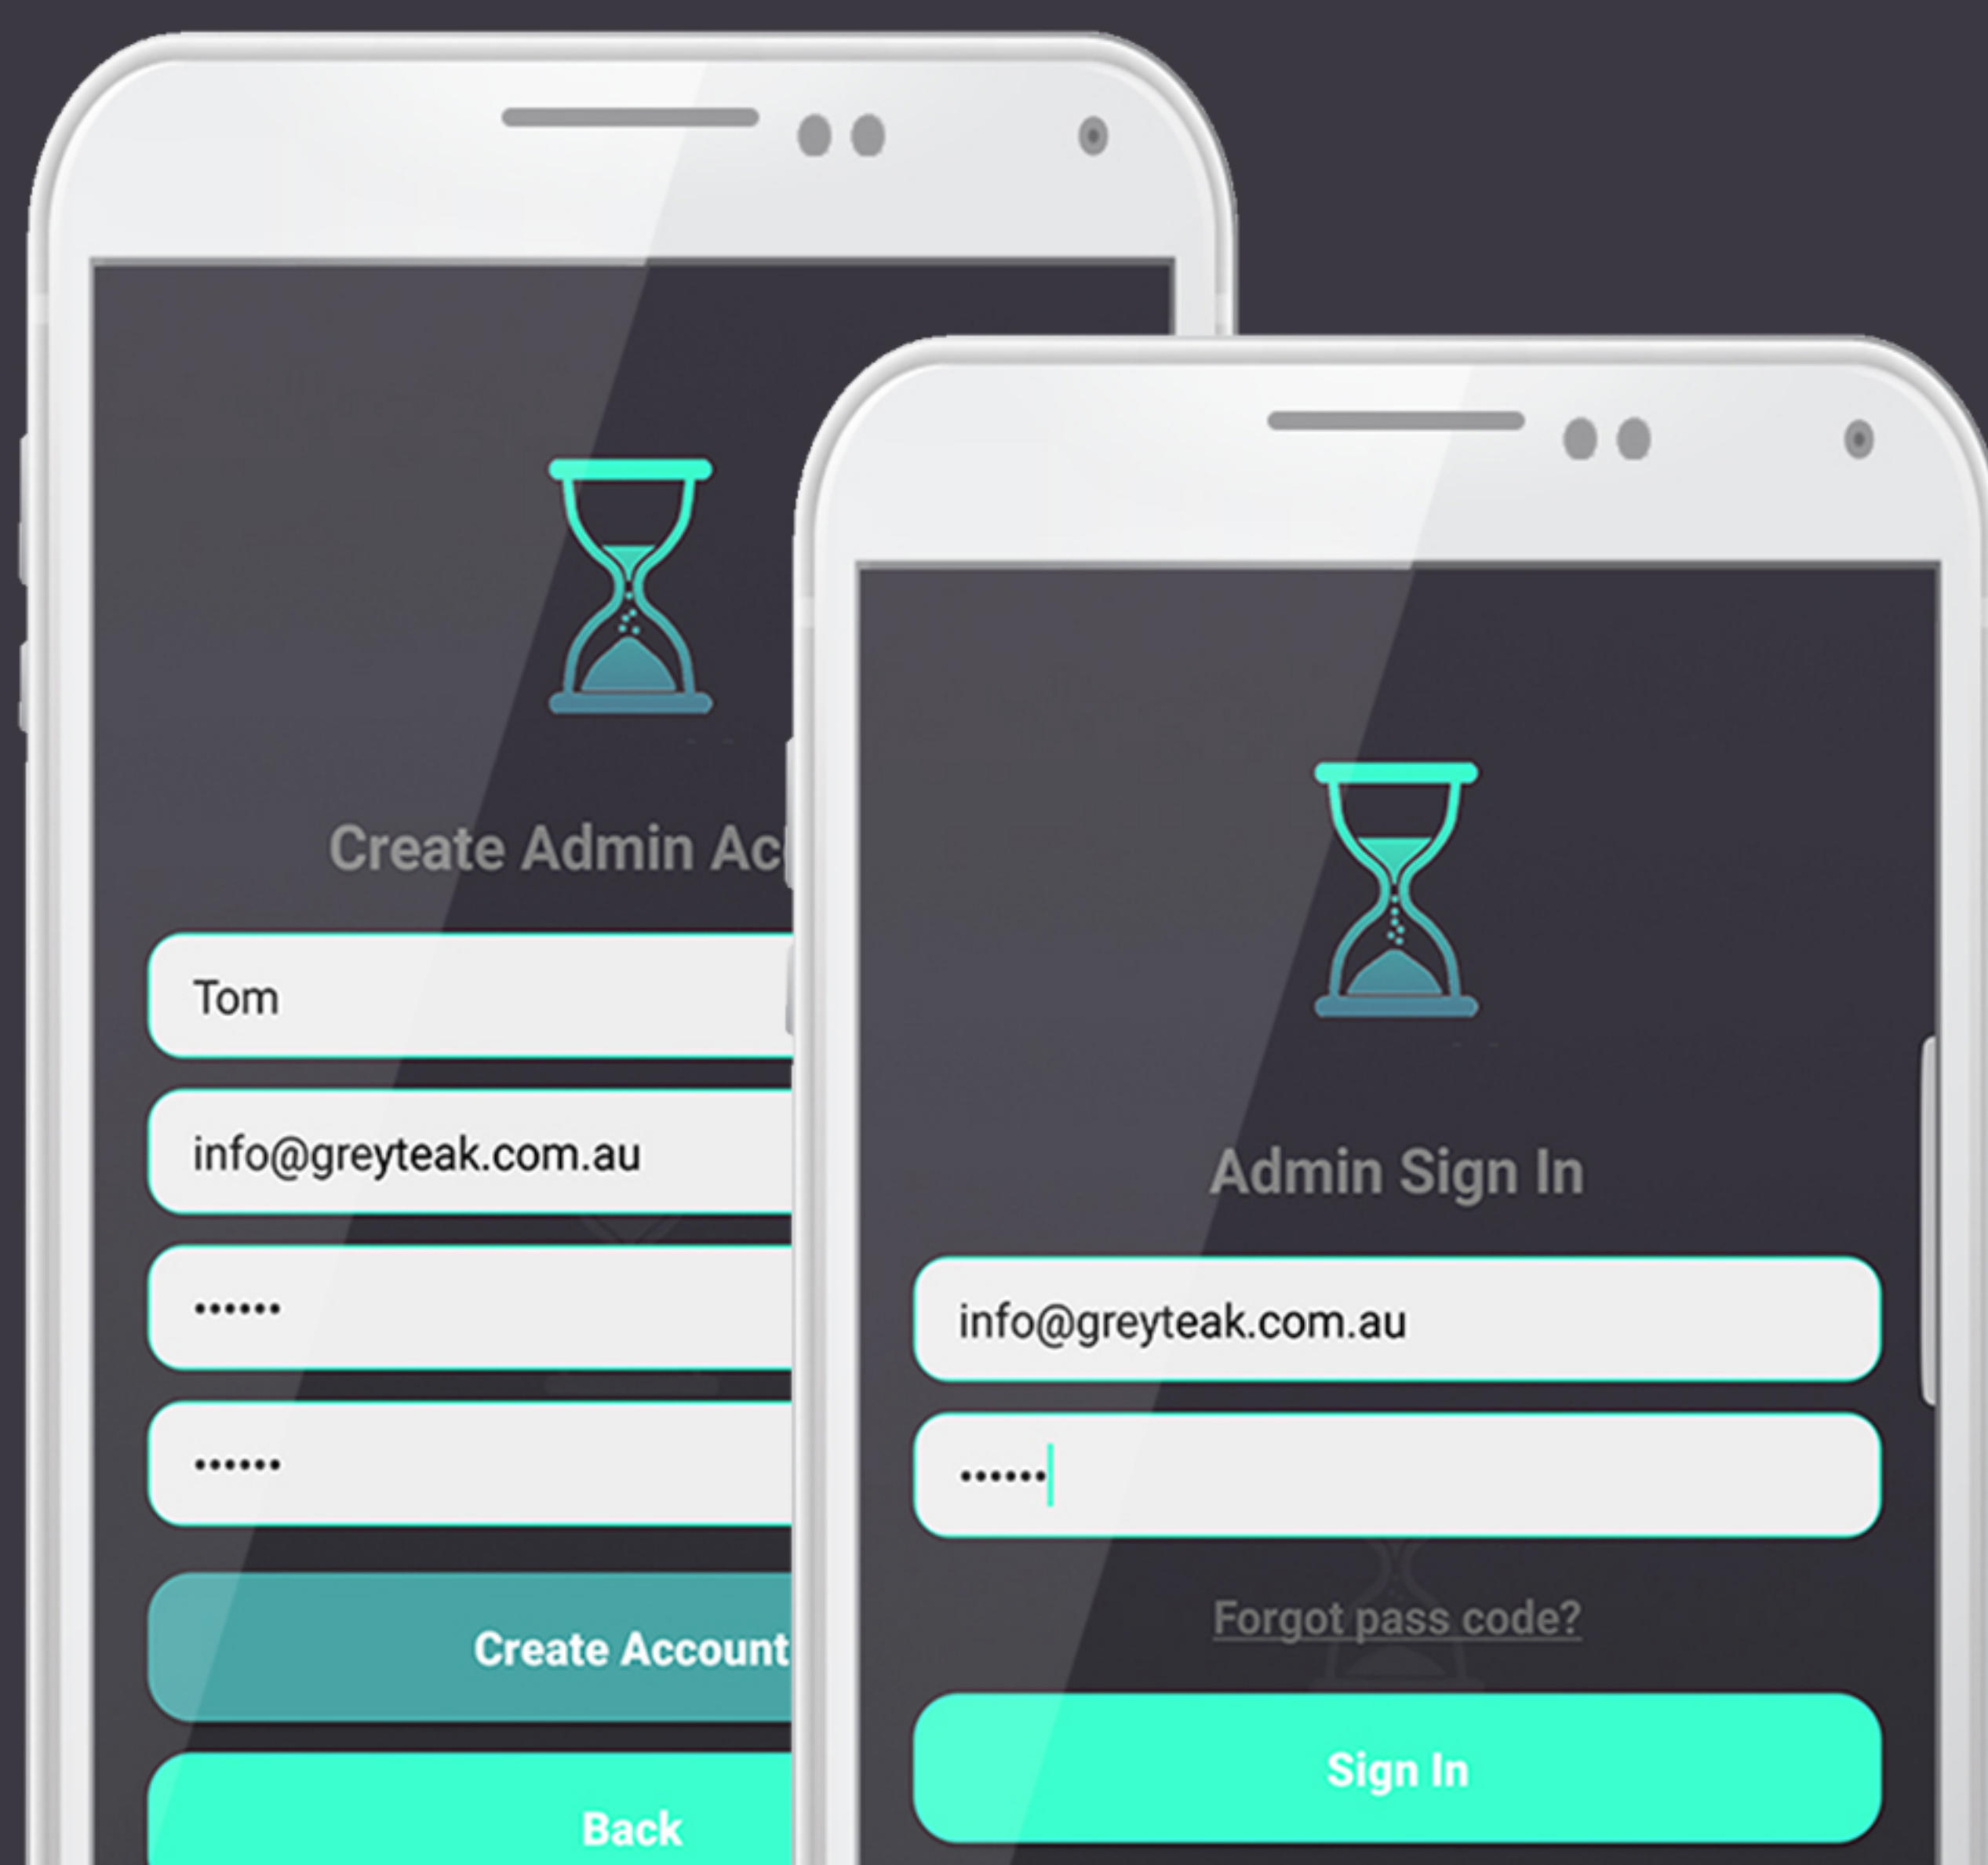 Create Admin Ac
Tom
info@greyteak.com.au
••••••
••••••
Create Account
Back
Admin Sign In
info@greyteak.com.au
••••••
Forgot pass code?
Sign In